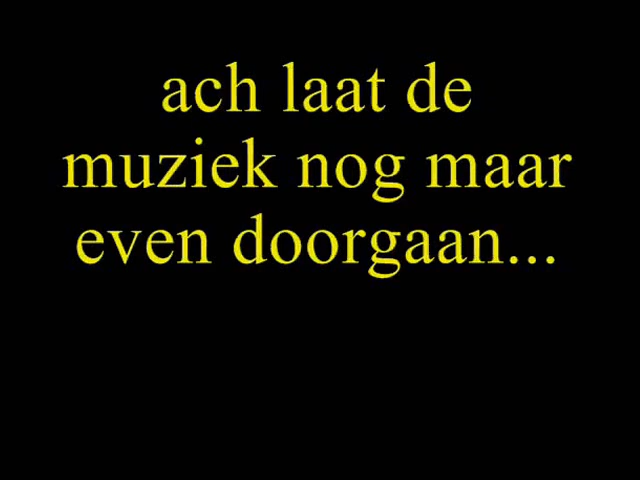 ach laat de
muziek nog maar
even doorgaan...